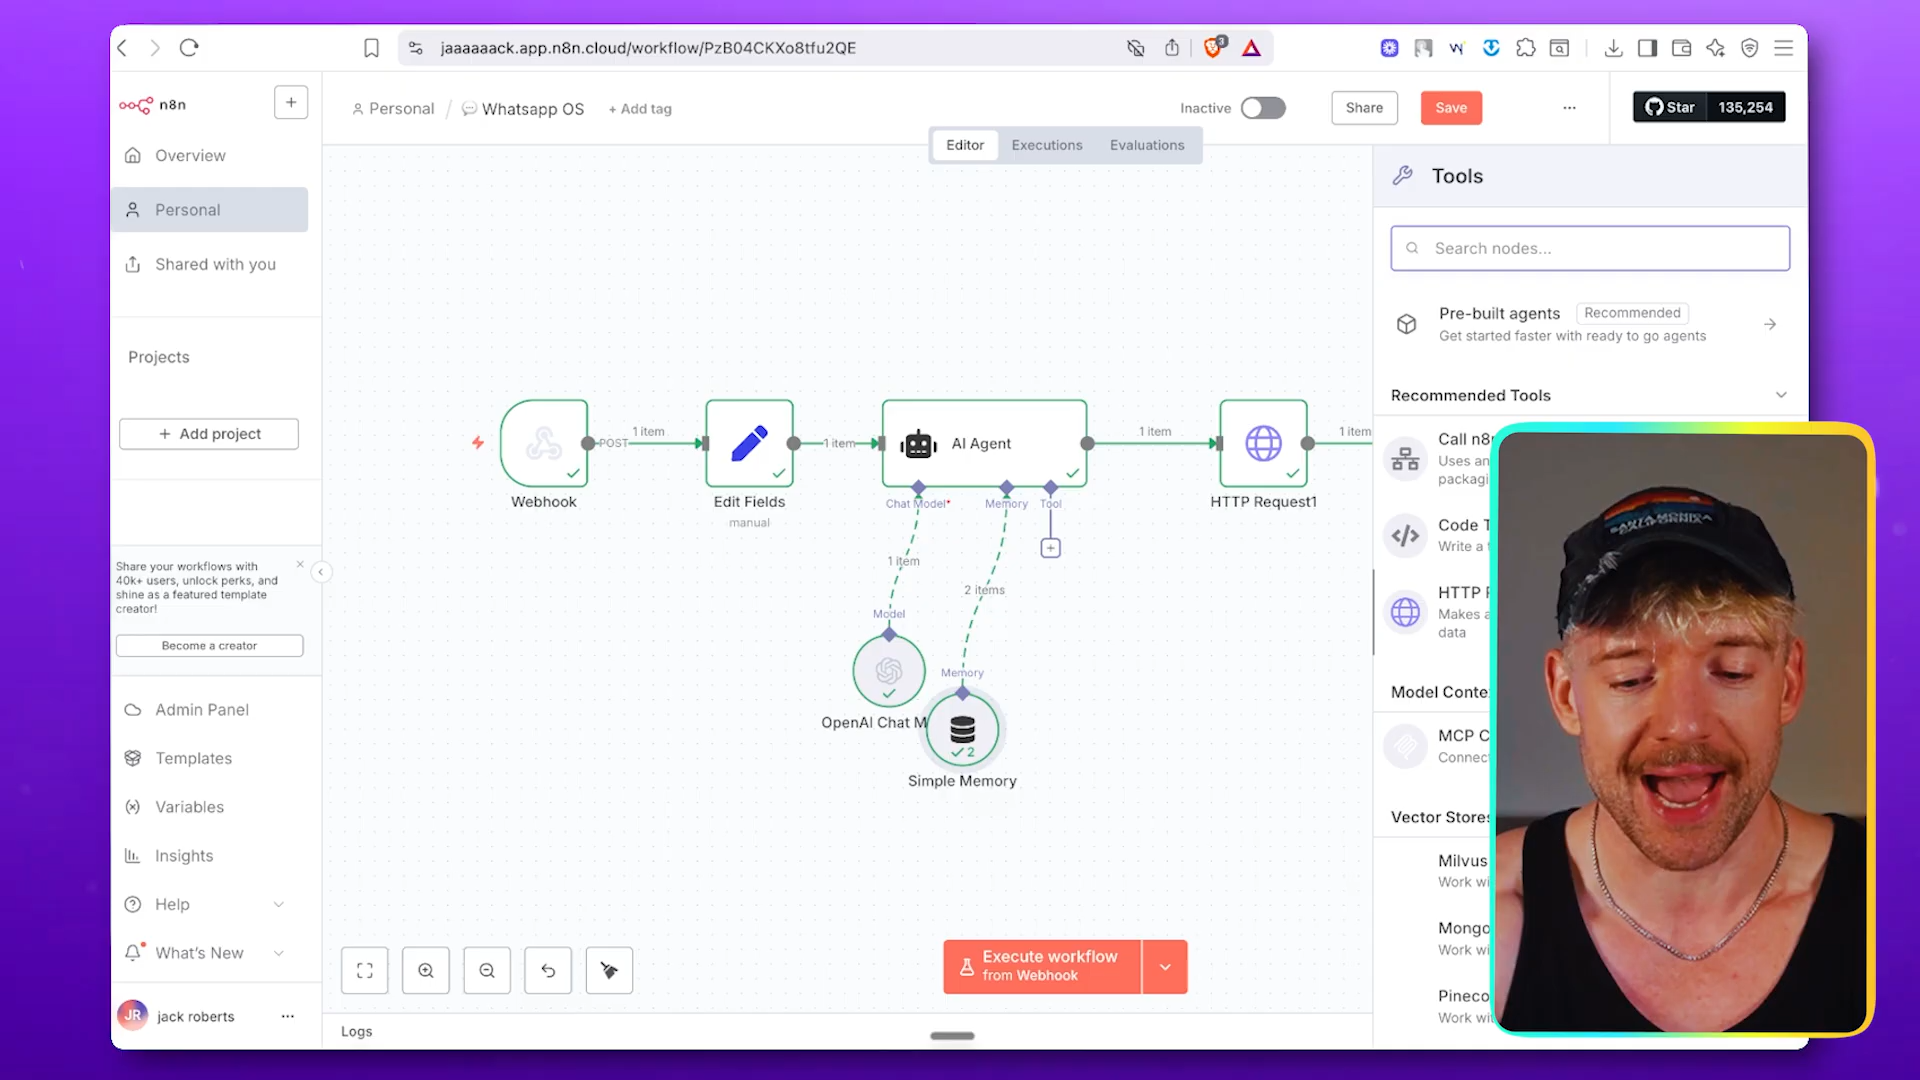 jaaaaaack.app.n8n.cloud/workflow/PzB04CKXo8tfu2QE
3
n8n
Personal / Whatsapp OS + Add tag
Inactive
Share
Save
Star 135,254
Editor Executions Evaluations
Overview
Personal
Shared with you
Projects
+ Add project
Share your workflows with
40k+ users, unlock perks, and
shine as a featured template
creator!
Become a creator
Admin Panel
Templates
Variables
Insights
Help
What's New
JR jack roberts
POST
1 item
1 item
AI Agent
1 item
1 item
Webhook
Edit Fields
manual
Chat Model*
Memory
Tool
HTTP Request1
1 item
2 items
Model
Memory
OpenAI Chat M
2
Simple Memory
Execute workflow
from Webhook
Logs
Tools
Search nodes...
Pre-built agents Recommended
Get started faster with ready to go agents
Recommended Tools
Call n8
Uses an
packagi
Code T
Write a
HTTP
Makes a
data
Model Conte
MCP C
Connec
Vector Stores
Milvus
Work wi
Mongo
Work wi
Pineco
Work wi
SANTA MONICA
CALIFORNIA